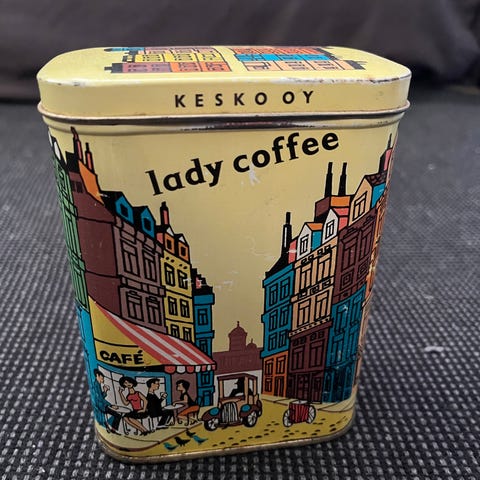 KESKO OY
lady coffee
CAFÉ